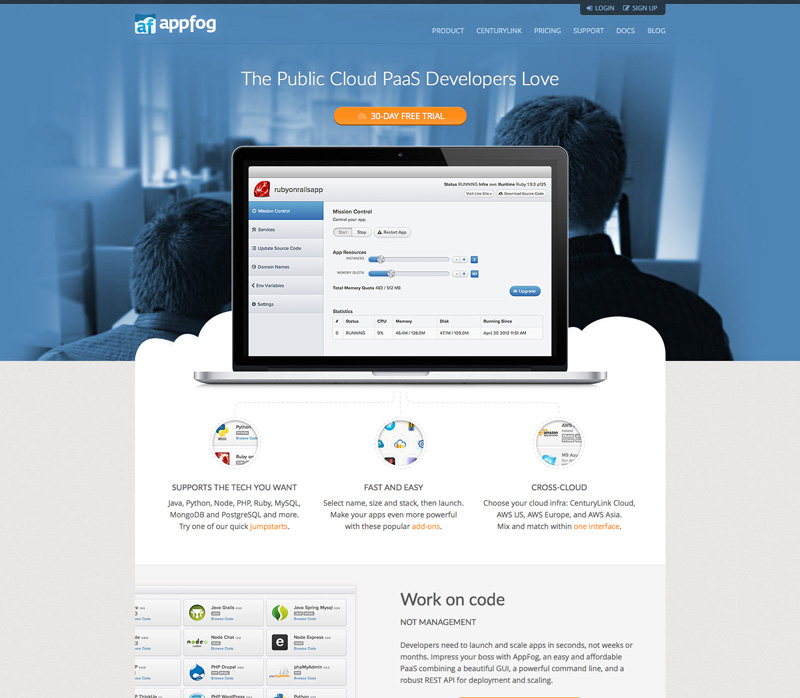 LOGIN SIGN UP
af appfog
PRODUCT CENTURYLINK PRICING SUPPORT DOCS BLOG
The Public Cloud PaaS Developers Love
30-DAY FREE TRIAL
rubyonrailsapp
Status RUNNING Infra aws Runtime Ruby 1.9.3 p125
Visit Live Site Download Source Code
Mission Control
Services
Update Source Code
Domain Names
Env Variables
Settings
Mission Control
Control your app.
Start Stop Restart App
App Resources
INSTANCES
MEMORY QUOTA
Total Memory Quota 483 / 512 MB
Upgrade
Statistics
# Status CPU Memory Disk Running Since
0 RUNNING 0% 46.4M / 128.0M 47.1M / 100.0M April 30 2012 11:51 AM
Python
Browse Code
Ruby on
AWS
Ireland
amazon
MS Azu
SUPPORTS THE TECH YOU WANT
Java, Python, Node, PHP, Ruby, MySQL,
MongoDB and PostgreSQL and more.
Try one of our quick jumpstarts.
FAST AND EASY
Select name, size and stack, then launch.
Make your apps even more powerful
with these popular add-ons.
CROSS-CLOUD
Choose your cloud infra: CenturyLink Cloud,
AWS US, AWS Europe, and AWS Asia.
Mix and match within one interface.
Java Grails
Browse Code
Java Spring Mysql
Browse Code
Node Chat
Browse Code
Node Express
Browse Code
PHP Drupal
Browse Code
phpMyAdmin
Browse Code
PHP ThinkUp
PHP WordPress
Python
Work on code
NOT MANAGEMENT
Developers need to launch and scale apps in seconds, not weeks or
months. Impress your boss with AppFog, an easy and affordable
PaaS combining a beautiful GUI, a powerful command line, and a
robust REST API for deployment and scaling.